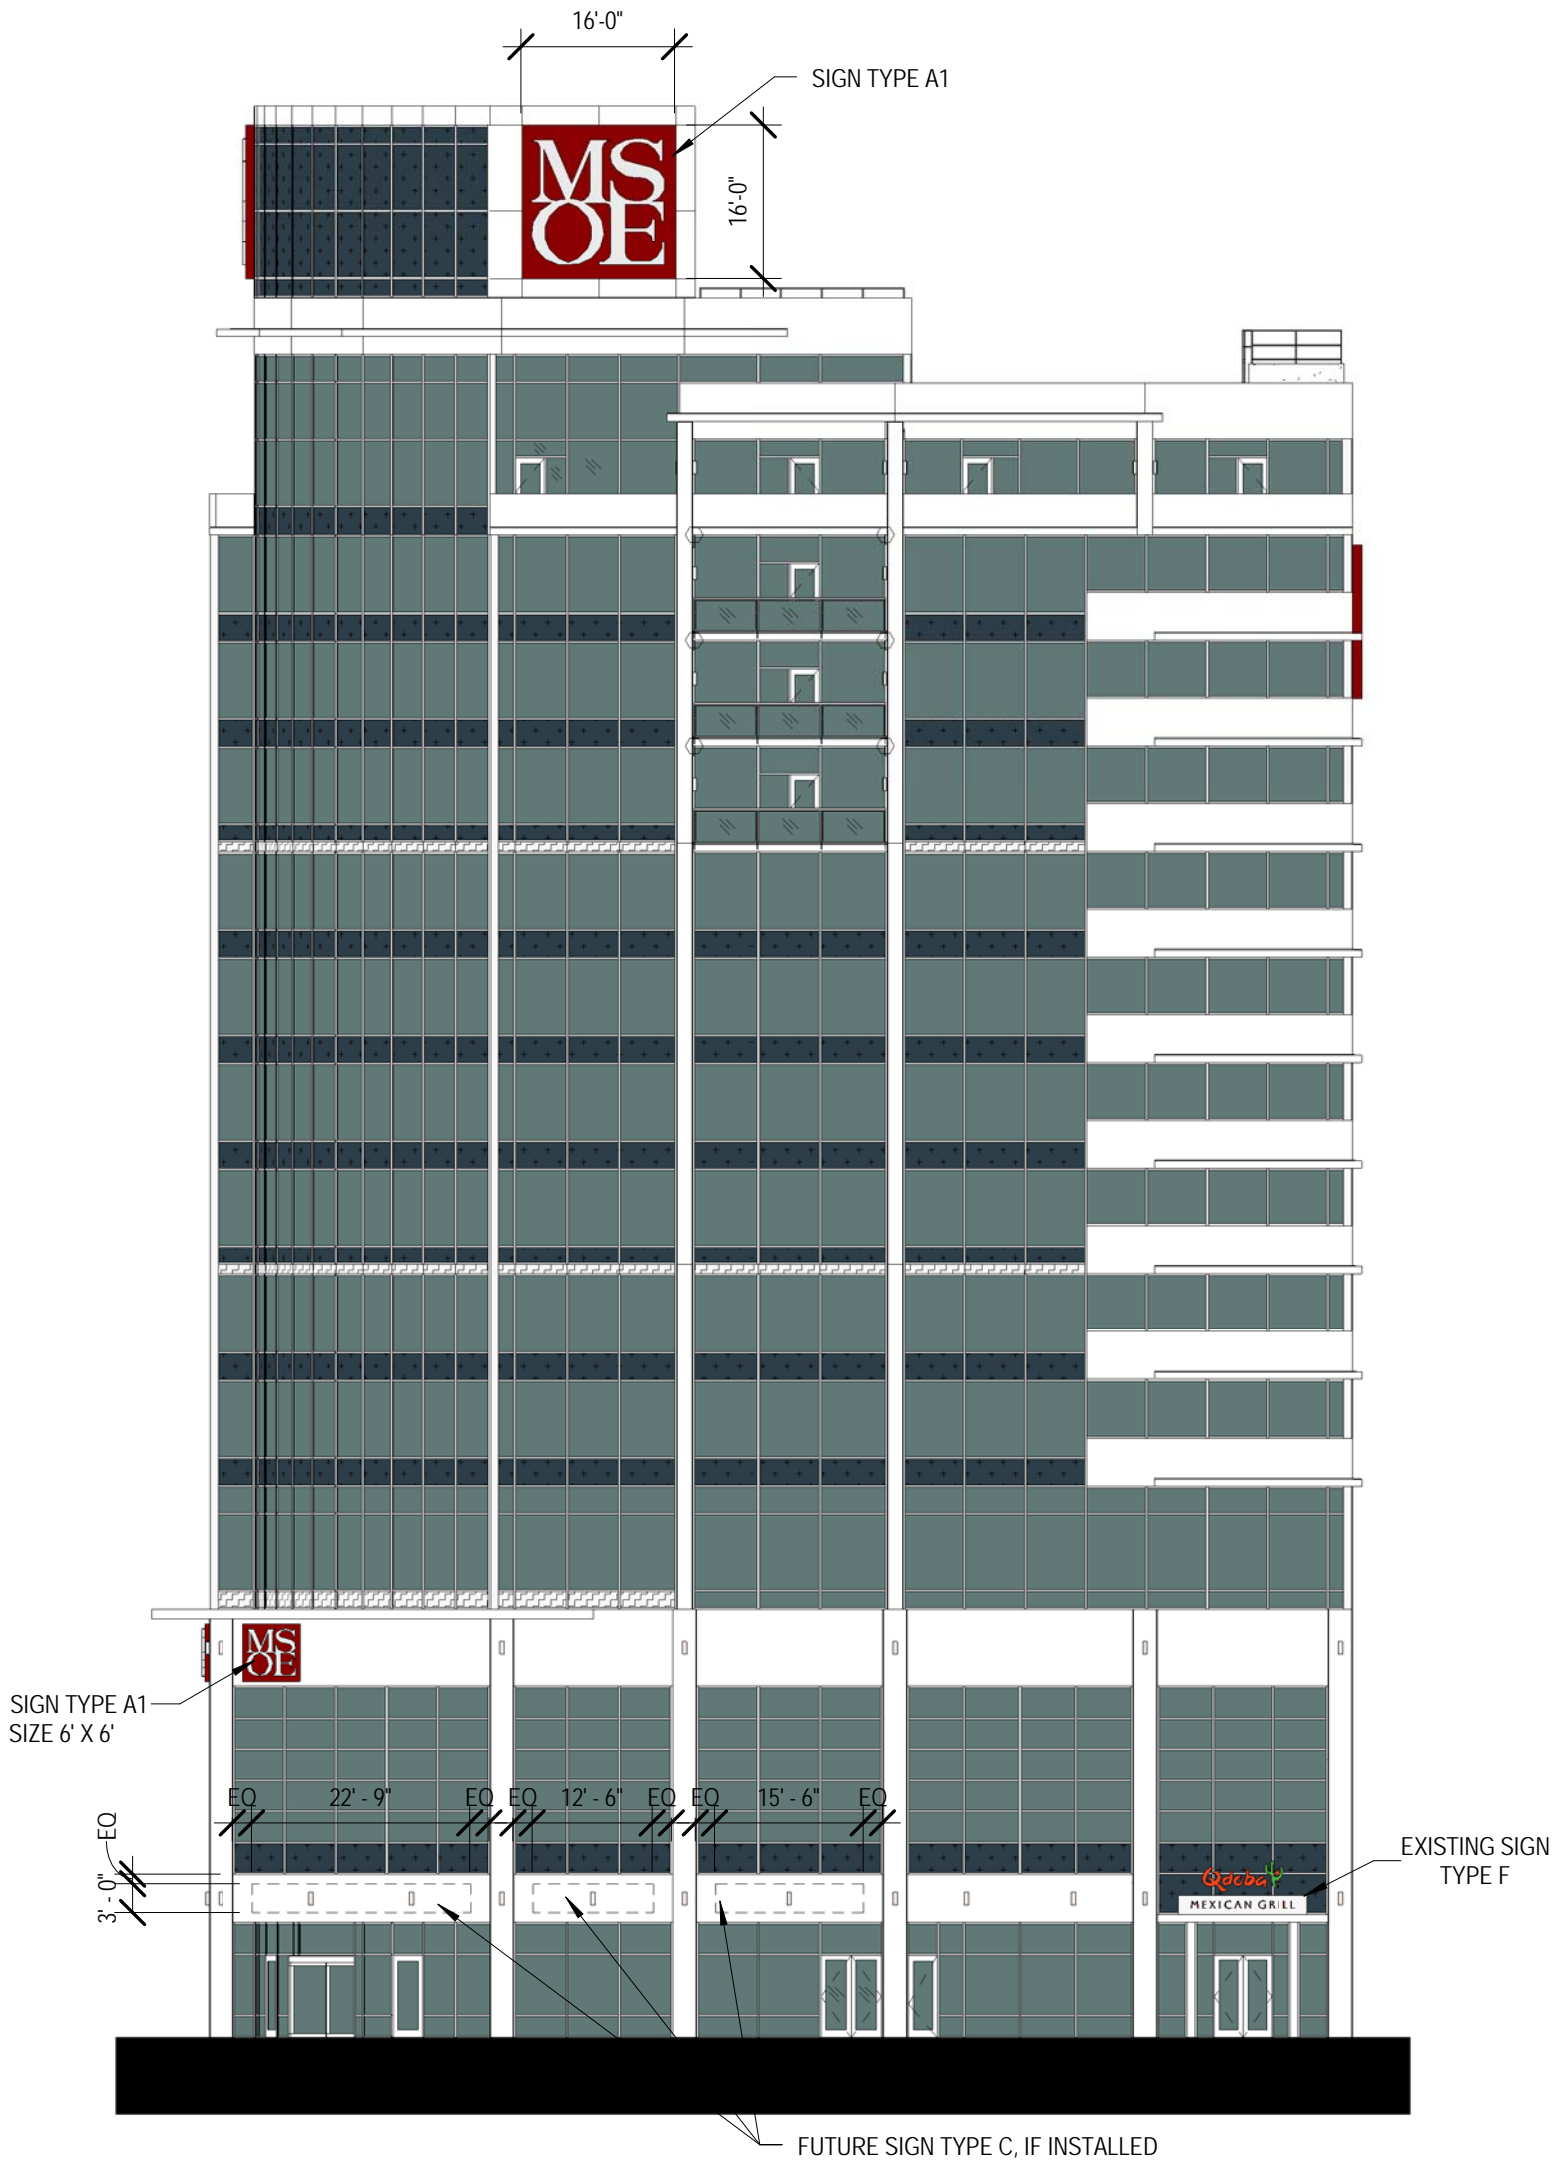 16'-0"
SIGN TYPE A1
MS
OE
16'-0"
MS
OE
SIGN TYPE A1
SIZE 6' X 6'
EQ 22' - 9" EQ EQ 12' - 6" EQ EQ 15' - 6" EQ
EQ
3' - 0"
Qdoba
MEXICAN GRILL
EXISTING SIGN
TYPE F
FUTURE SIGN TYPE C, IF INSTALLED